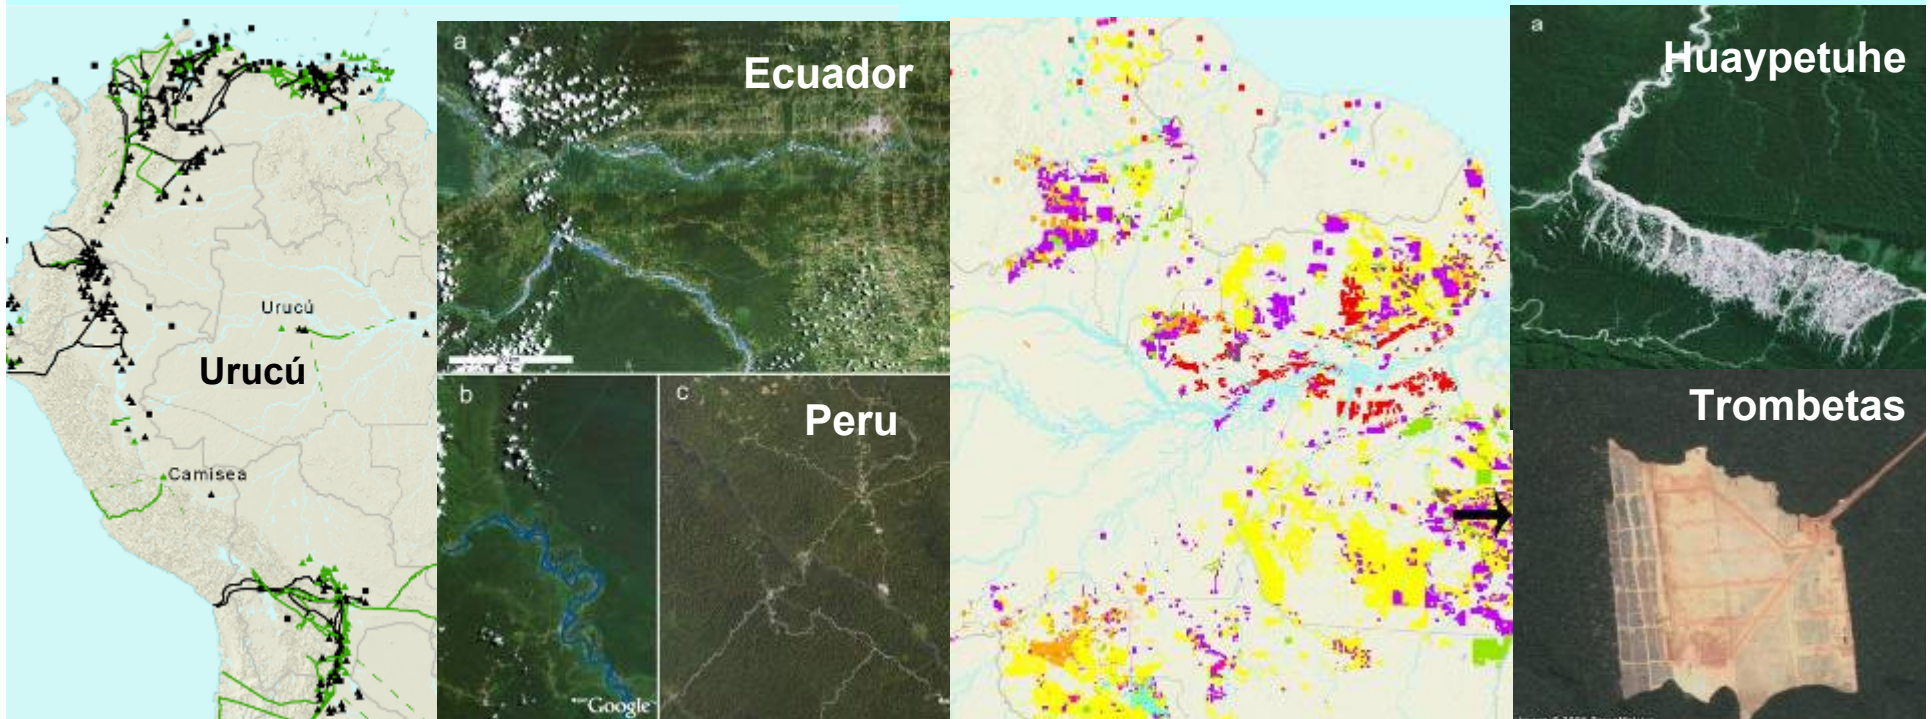 Urucú
Urucú
Camisea
a
Ecuador
b
Google
c
Peru
a
Huaypetuhe
Trombetas